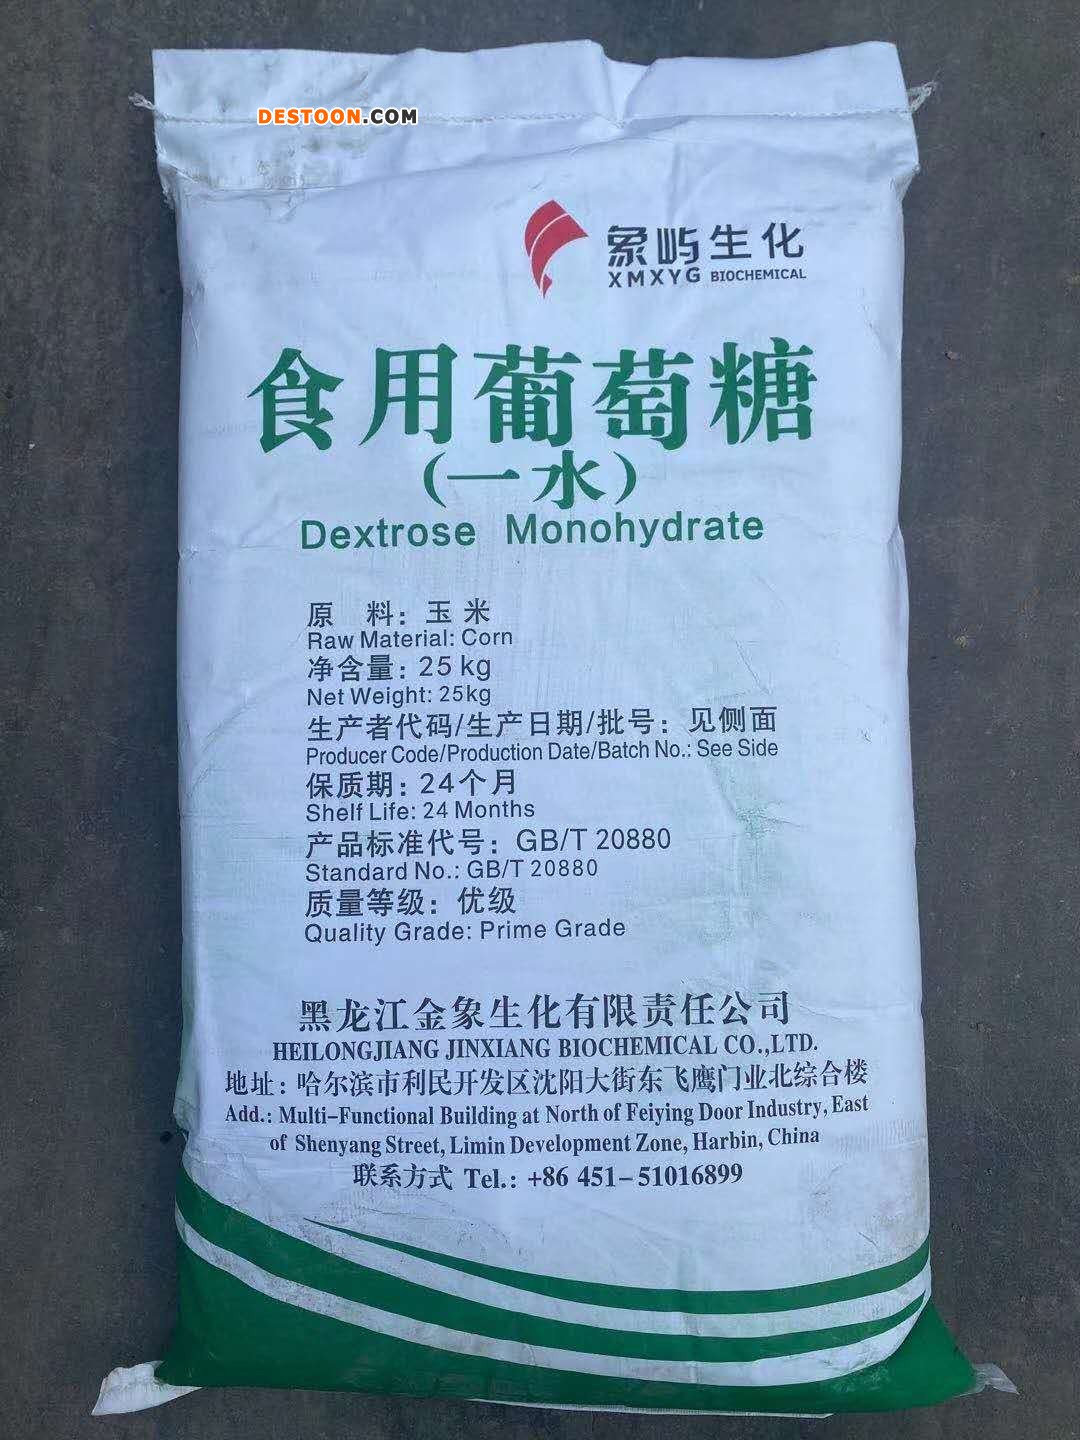 DESTOON.COM
象屿生化
XMXYG BIOCHEMICAL
食用葡萄糖
(一水)
Dextrose Monohydrate
原 料：玉米
Raw Material: Corn
净含量：25kg
Net Weight: 25kg
生产者代码/生产日期/批号：见侧面
Producer Code/Production Date/Batch No.: See Side
保质期：24个月
Shelf Life: 24 Months
产品标准代号：GB/T 20880
Standard No.: GB/T 20880
质量等级：优级
Quality Grade: Prime Grade
黑龙江金象生化有限责任公司
HEILONGJIANG JINXIANG BIOCHEMICAL CO.,LTD.
地址：哈尔滨市利民开发区沈阳大街东飞鹰门业北综合楼
Add.: Multi-Functional Building at North of Feiying Door Industry, East
of Shenyang Street, Limin Development Zone, Harbin, China
联系方式 Tel.: +86 451-51016899